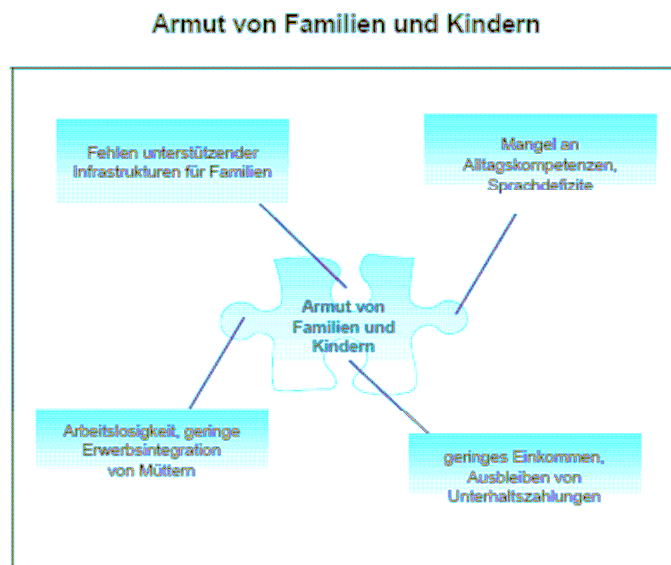 Armut von Familien und Kindern
Fehlen unterstützender
Infrastrukturen für Familien
Mangel an
Alltagskompetenzen,
Sprachdefizite
Armut von
Familien und
Kindern
Arbeitslosigkeit, geringe
Erwerbsintegration
von Müttern
geringes Einkommen,
Ausbleiben von
Unterhaltszahlungen